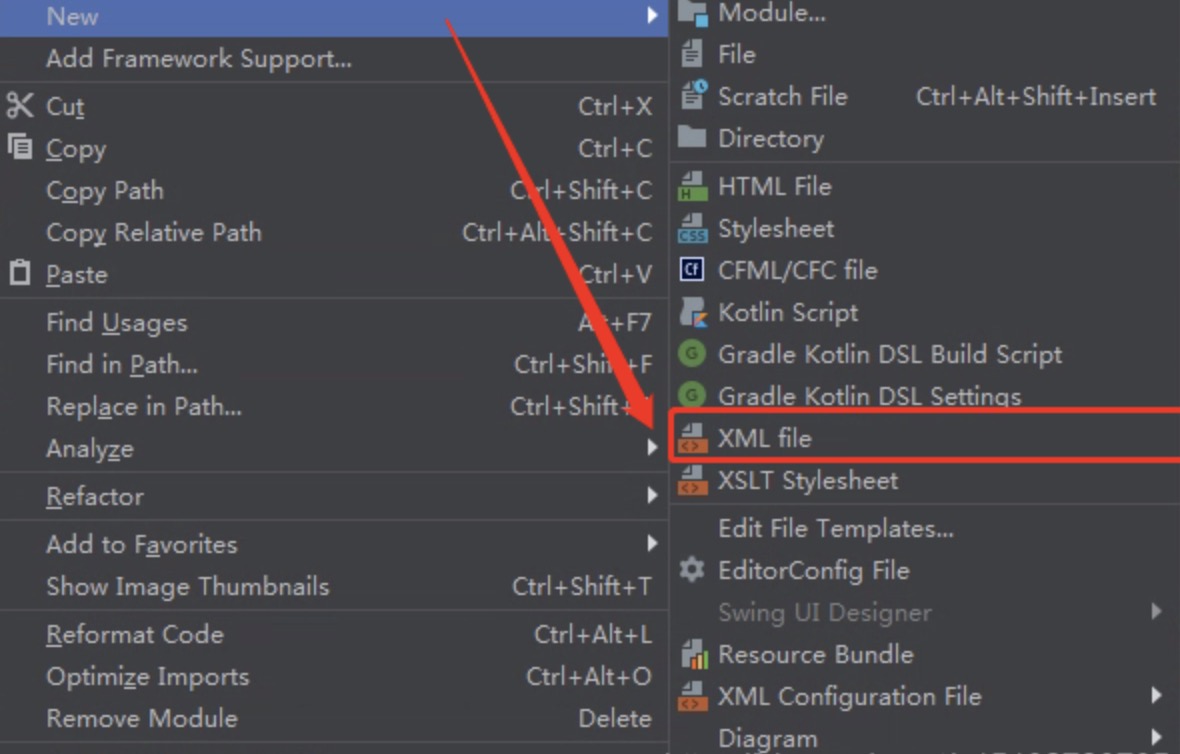 New
Add Framework Support...
Cut Ctrl+X
Copy Ctrl+C
Copy Path Ctrl+Shift+C
Copy Relative Path Ctrl+Alt+Shift+C
Paste Ctrl+V
Find Usages Alt+F7
Find in Path... Ctrl+Shift+F
Replace in Path... Ctrl+Shift+
Analyze
Refactor
Add to Favorites
Show Image Thumbnails Ctrl+Shift+T
Reformat Code Ctrl+Alt+L
Optimize Imports Ctrl+Alt+O
Remove Module Delete
Module...
File
Scratch File Ctrl+Alt+Shift+Insert
Directory
H HTML File
CSS Stylesheet
Cf CFML/CFC file
Kotlin Script
G Gradle Kotlin DSL Build Script
G Gradle Kotlin DSL Settings
<> XML file
<> XSLT Stylesheet
Edit File Templates...
EditorConfig File
Swing UI Designer
Resource Bundle
<> XML Configuration File
Diagram